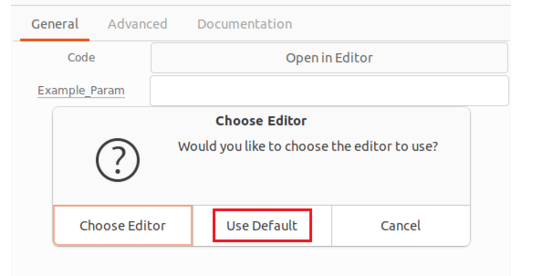 General Advanced Documentation
Code Open in Editor
Example_Param
Choose Editor
Would you like to choose the editor to use?
Choose Editor Use Default Cancel